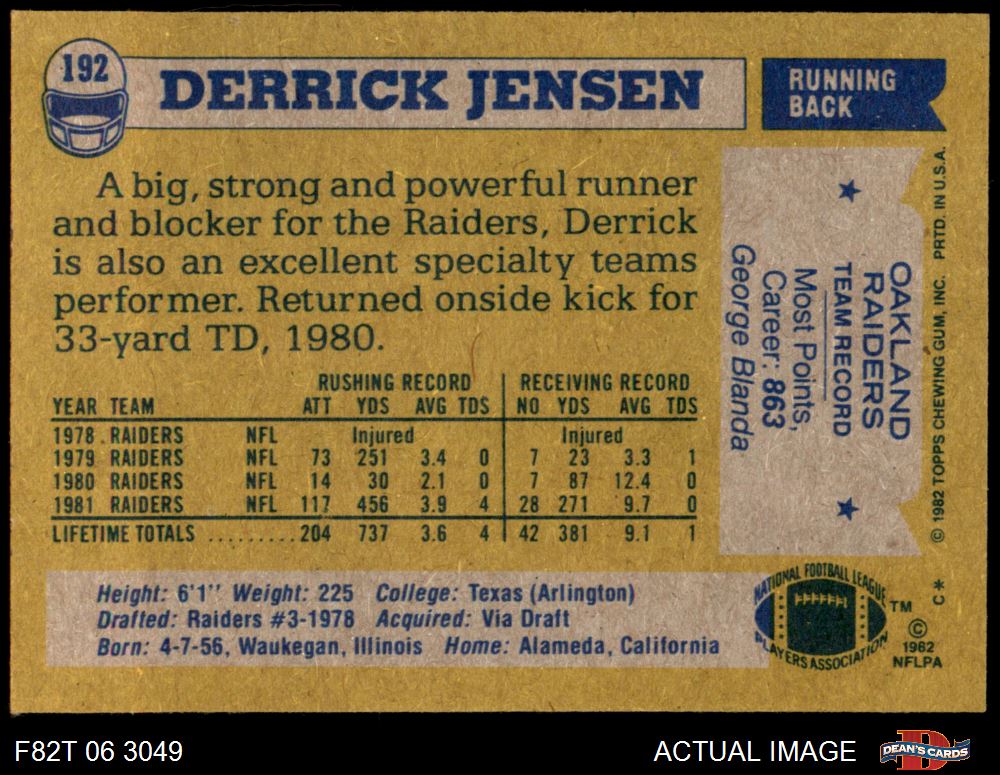 192
DERRICK JENSEN
RUNNING
BACK
A big, strong and powerful runner
and blocker for the Raiders, Derrick
is also an excellent specialty teams
performer. Returned onside kick for
33-yard TD, 1980.
RUSHING RECORD RECEIVING RECORD
YEAR TEAM ATT YDS AVG TDS NO YDS AVG TDS
1978 RAIDERS NFL Injured Injured
1979 RAIDERS NFL 73 251 3.4 0 7 23 3.3 1
1980 RAIDERS NFL 14 30 2.1 0 7 87 12.4 0
1981 RAIDERS NFL 117 456 3.9 4 28 271 9.7 0
LIFETIME TOTALS ......... 204 737 3.6 4 42 381 9.1 1
OAKLAND
RAIDERS
TEAM RECORD
Most Points,
Career: 863
George Blanda
© 1982 TOPPS CHEWING GUM, INC. PRTD. IN U.S.A.
Height: 6'1" Weight: 225 College: Texas (Arlington)
Drafted: Raiders #3-1978 Acquired: Via Draft
Born: 4-7-56, Waukegan, Illinois Home: Alameda, California
NATIONAL FOOTBALL LEAGUE
PLAYERS ASSOCIATION
TM
C*
©
1982
NFLPA
F82T 06 3049
ACTUAL IMAGE
D
DEAN'S CARDS